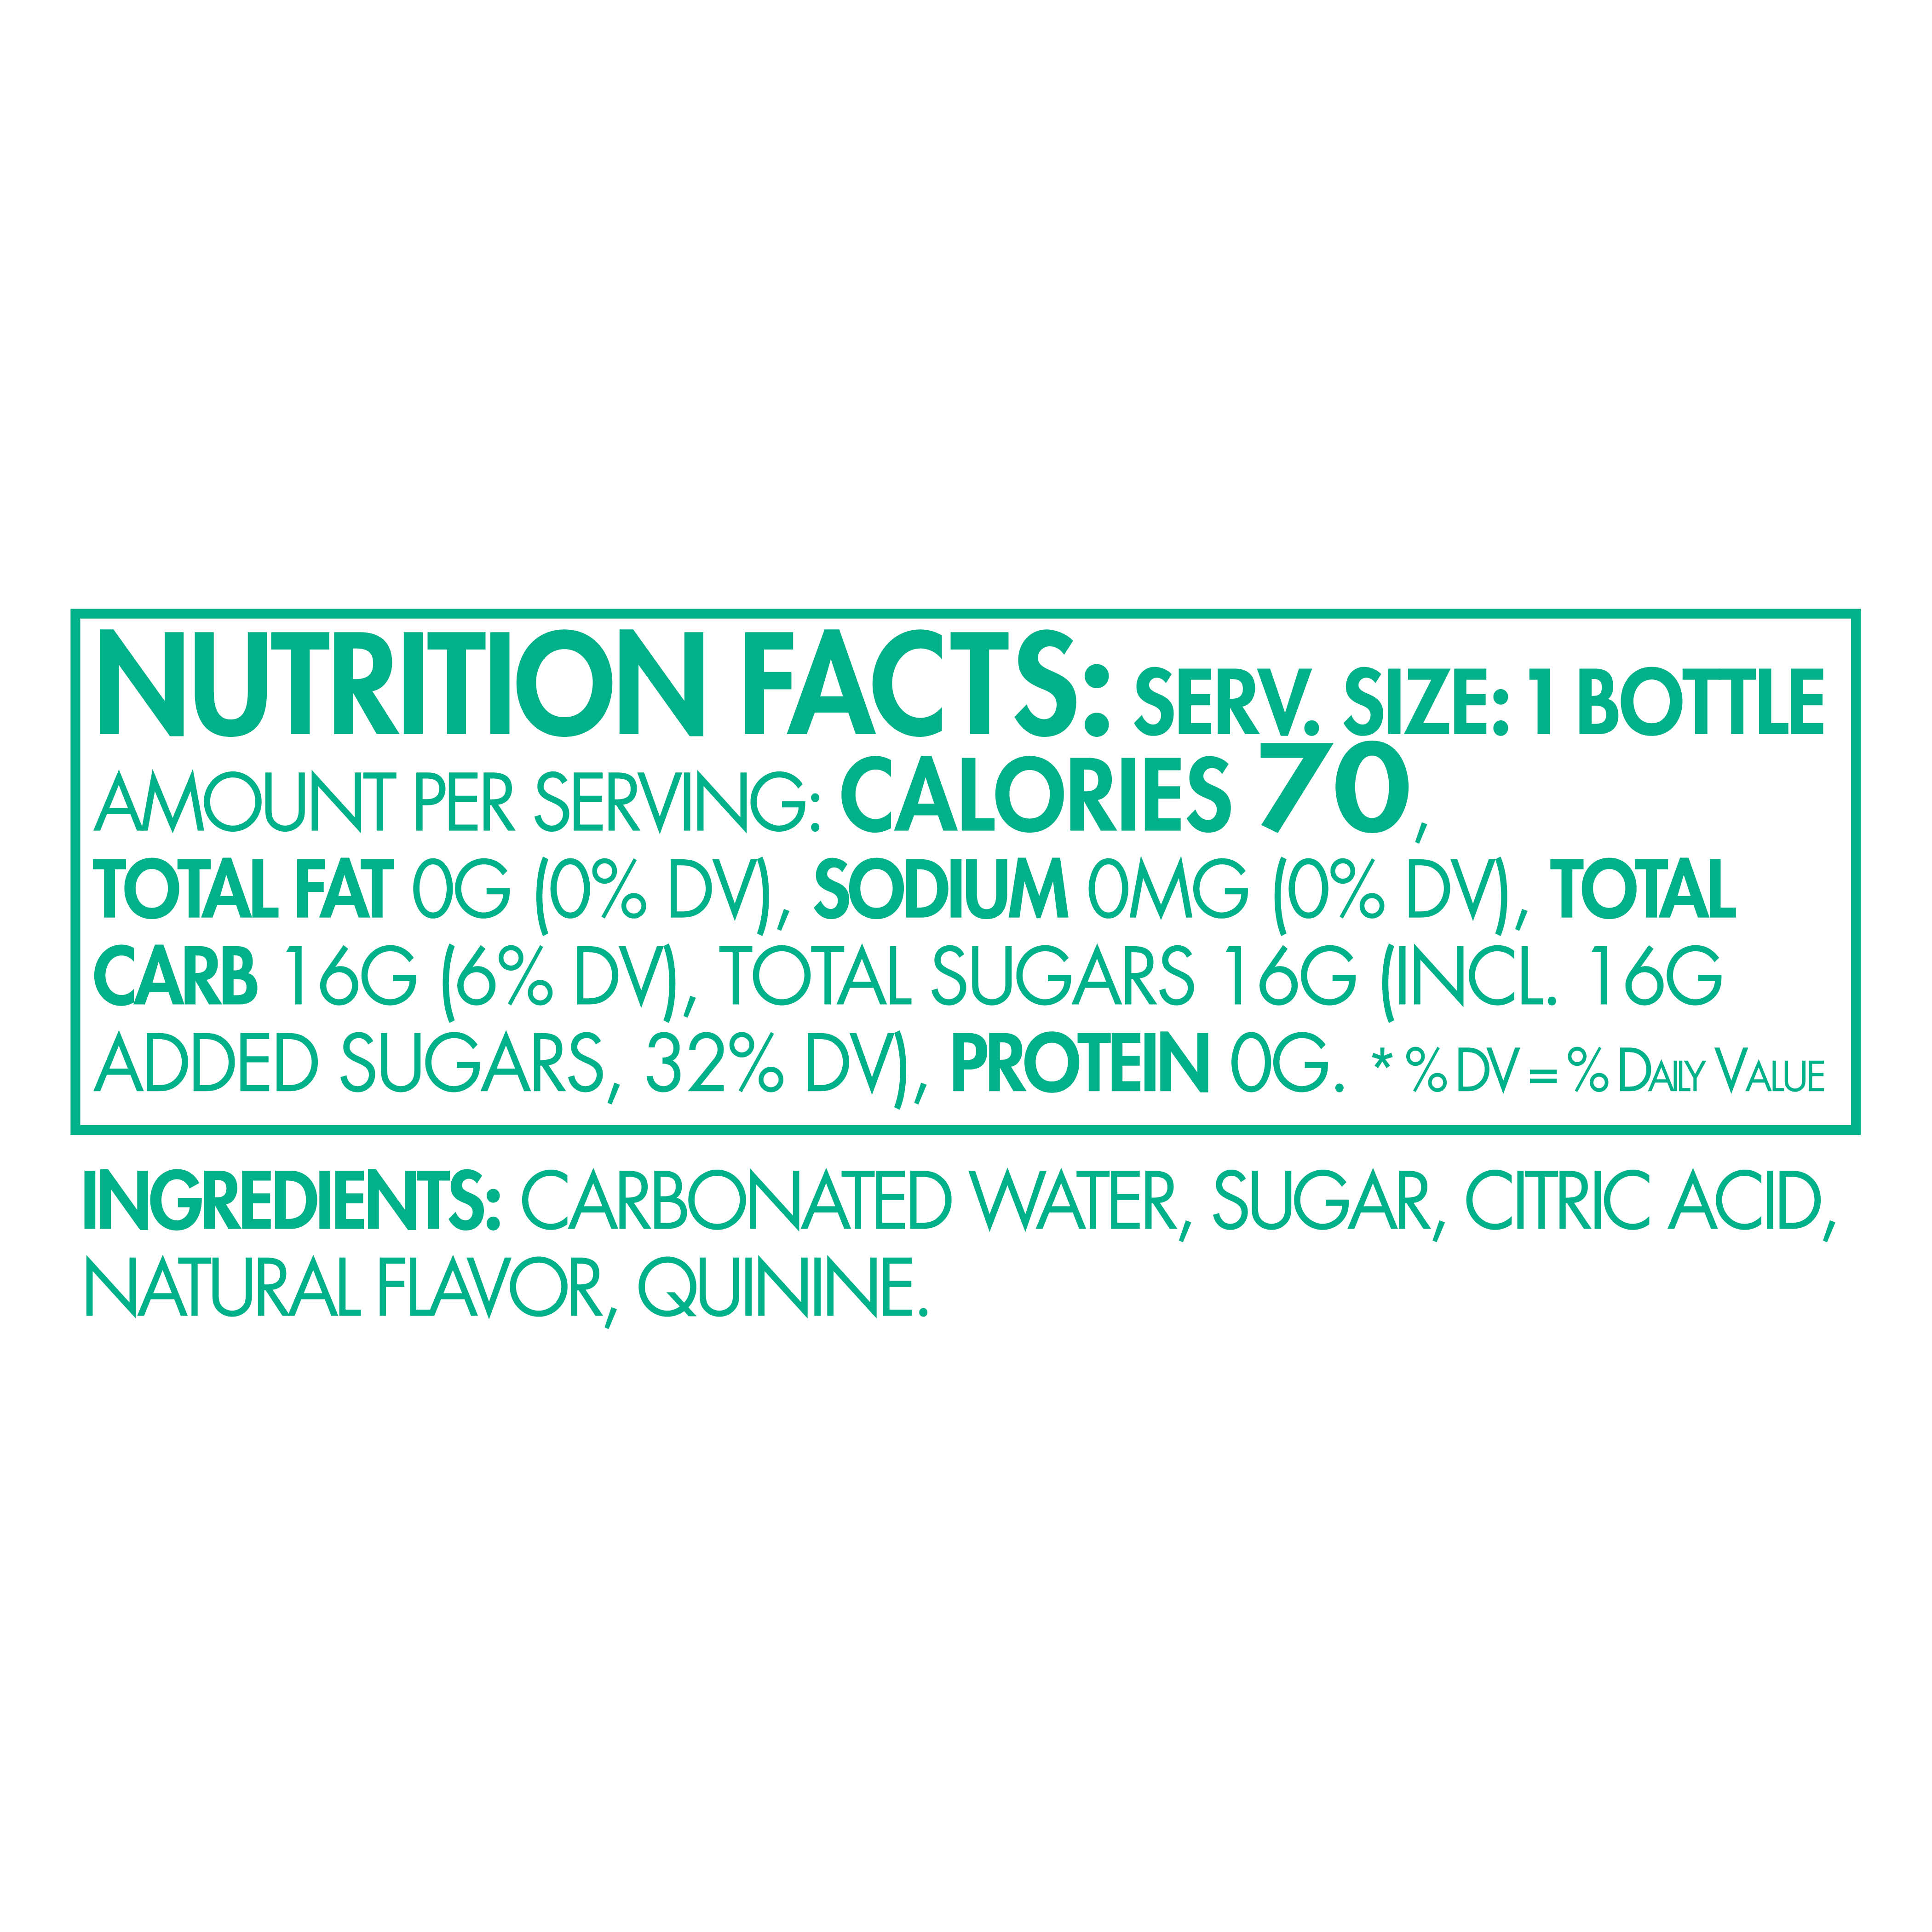 NUTRITION FACTS: SERV. SIZE: 1 BOTTLE
AMOUNT PER SERVING: CALORIES 70,
TOTAL FAT 0G (0% DV), SODIUM 0MG (0% DV), TOTAL
CARB 16G (6% DV), TOTAL SUGARS 16G (INCL. 16G
ADDED SUGARS, 32% DV), PROTEIN 0G. * % DV = % DAILY VALUE
INGREDIENTS: CARBONATED WATER, SUGAR, CITRIC ACID,
NATURAL FLAVOR, QUININE.